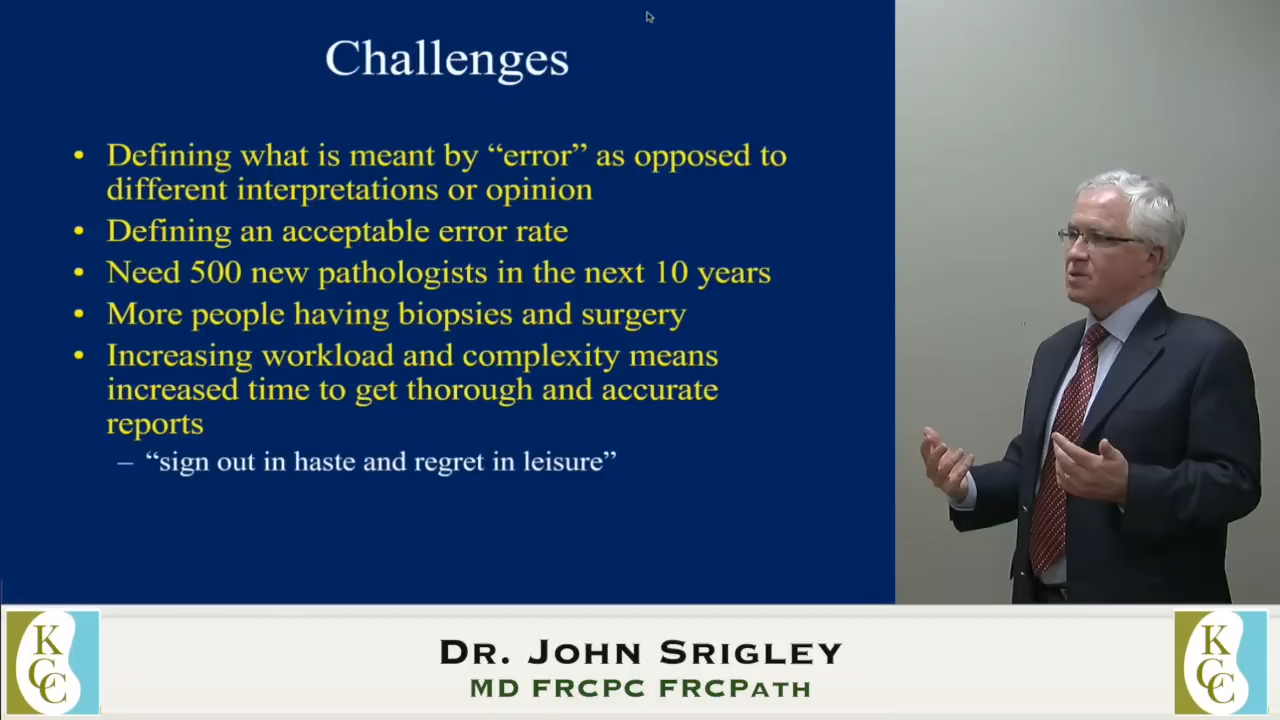 Challenges
• Defining what is meant by “error” as opposed to
different interpretations or opinion
• Defining an acceptable error rate
• Need 500 new pathologists in the next 10 years
• More people having biopsies and surgery
• Increasing workload and complexity means
increased time to get thorough and accurate
reports
– “sign out in haste and regret in leisure”
KCC
DR. JOHN SRIGLEY
MD FRCPC FRCPATH
KCC